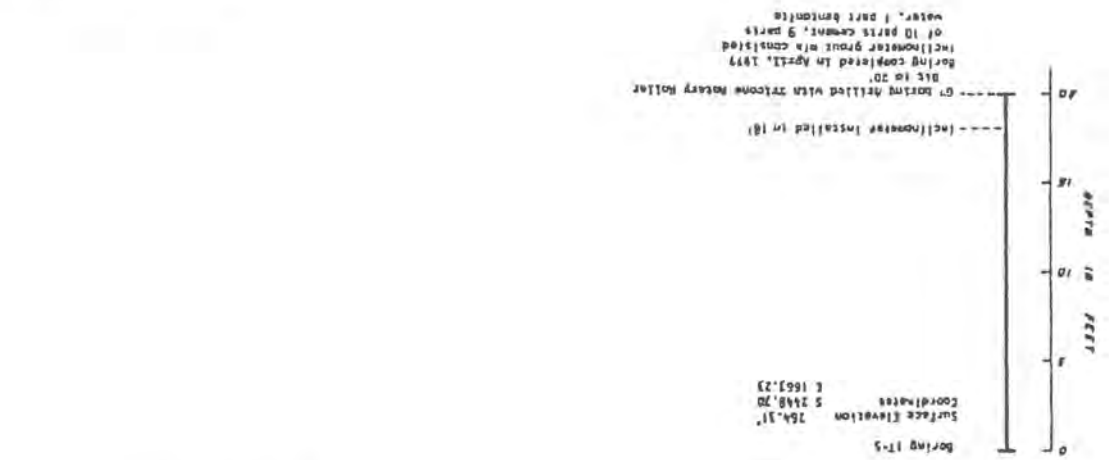 Boring IT-5
Surface Elevation 764.31'
Coordinates S 2448.70
E 1663.23
0
5
10
15
20
DEPTH IN FEET
Inclinometer installed in 18'
6" boring drilled with Tricone Rotary Roller
Bit to 20'.
Boring completed in April, 1977
Inclinometer grout mix consisted
of 10 parts cement, 9 parts
water, 1 part bentonite